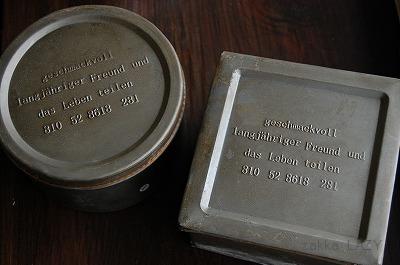 geschmackvoll
langjähriger Freund und
das Leben teilen
810 52 8618 281
geschmackvoll
langjähriger Freund und
das Leben teilen
810 52 8618 281
zakka LAZY